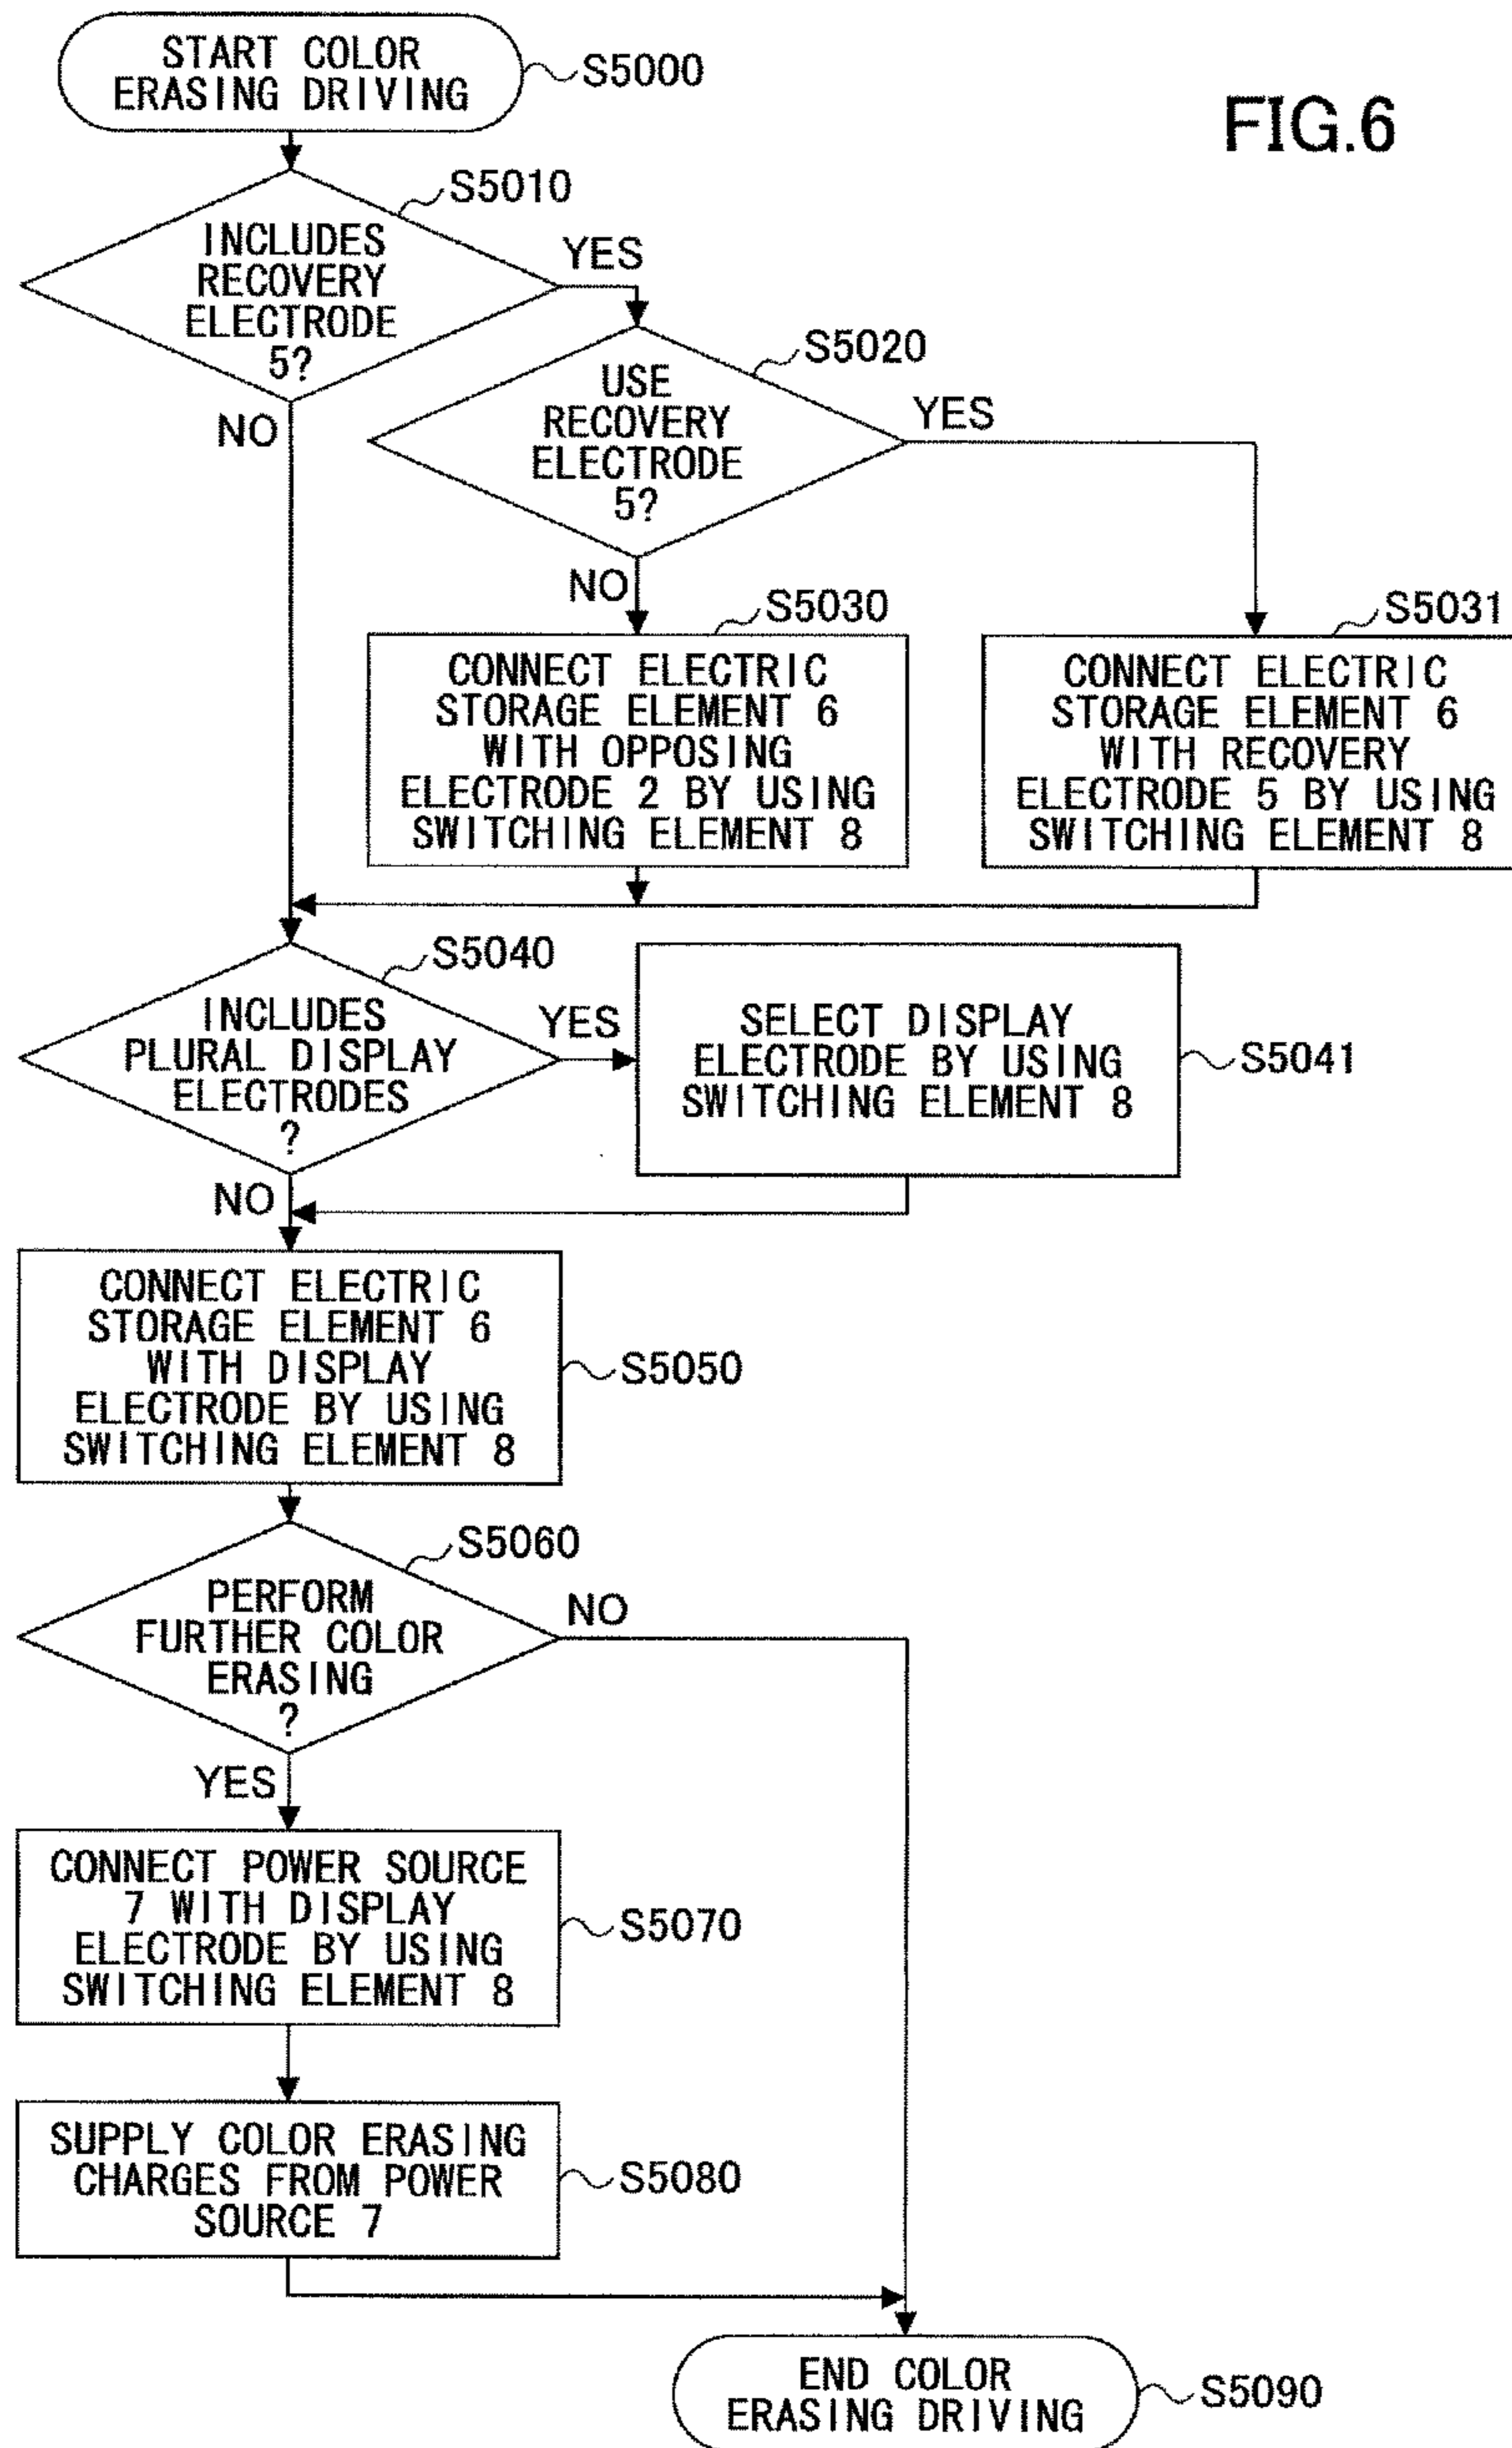 START COLOR
ERASING DRIVING
S5000
FIG.6
S5010
INCLUDES
RECOVERY
ELECTRODE
5?
YES
NO
S5020
USE
RECOVERY
ELECTRODE
5?
YES
NO
S5030
CONNECT ELECTRIC
STORAGE ELEMENT 6
WITH OPPOSING
ELECTRODE 2 BY USING
SWITCHING ELEMENT 8
S5031
CONNECT ELECTRIC
STORAGE ELEMENT 6
WITH RECOVERY
ELECTRODE 5 BY USING
SWITCHING ELEMENT 8
S5040
INCLUDES
PLURAL DISPLAY
ELECTRODES
?
YES
NO
SELECT DISPLAY
ELECTRODE BY USING
SWITCHING ELEMENT 8
S5041
CONNECT ELECTRIC
STORAGE ELEMENT 6
WITH DISPLAY
ELECTRODE BY USING
SWITCHING ELEMENT 8
S5050
S5060
PERFORM
FURTHER COLOR
ERASING
?
NO
YES
CONNECT POWER SOURCE
7 WITH DISPLAY
ELECTRODE BY USING
SWITCHING ELEMENT 8
S5070
SUPPLY COLOR ERASING
CHARGES FROM POWER
SOURCE 7
S5080
END COLOR
ERASING DRIVING
S5090